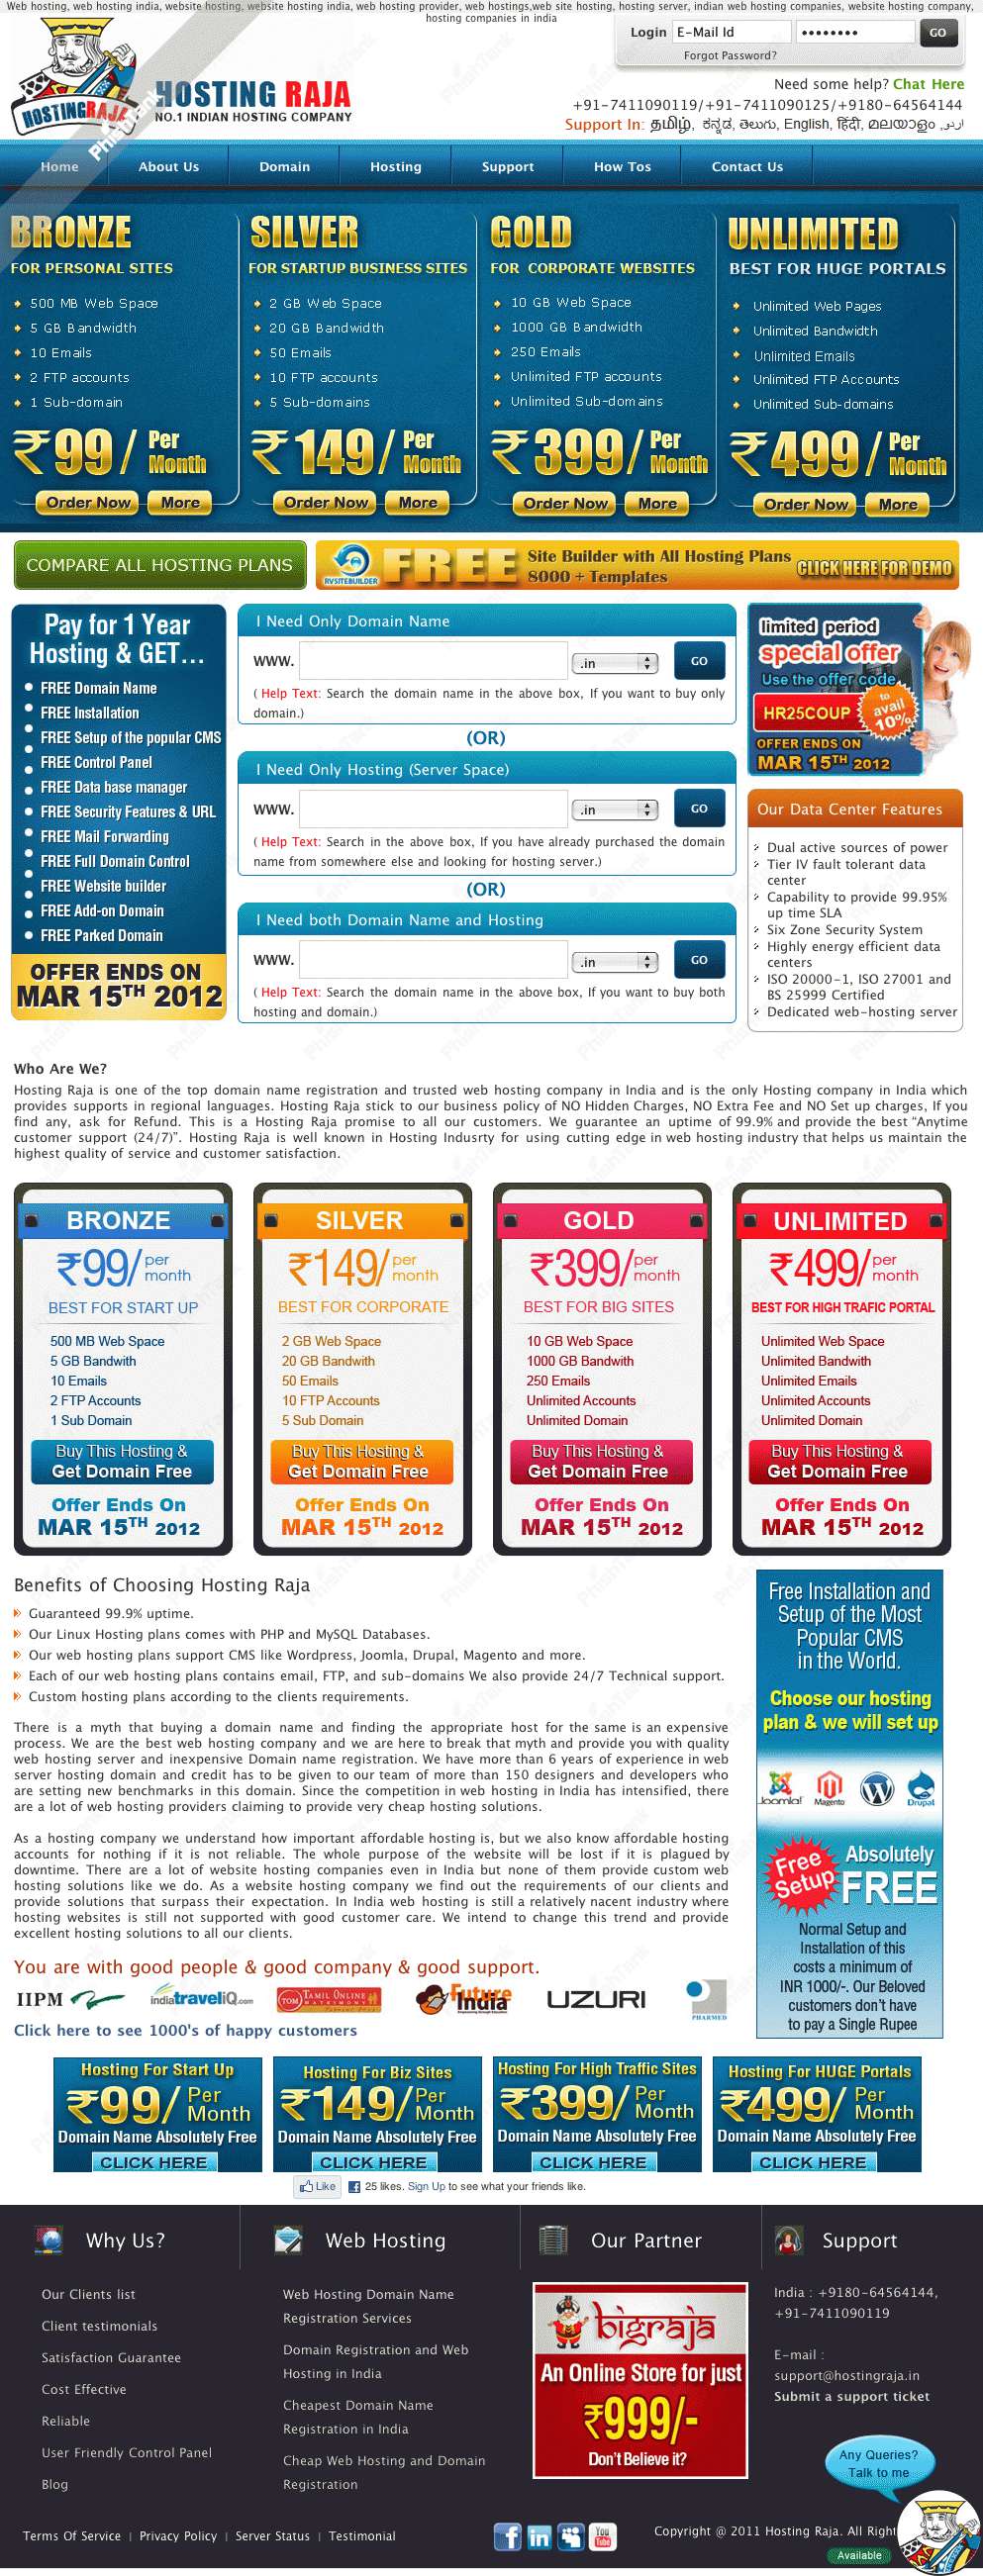 Web hosting, web hosting india, website hosting, website hosting india, web hosting provider, web hostings,web site hosting, hosting server, indian web hosting companies, website hosting company,
hosting companies in india
Login E-Mail Id •••••••• GO
Forgot Password?
HOSTINGRAJA
HOSTING RAJA
NO.1 INDIAN HOSTING COMPANY
Need some help? Chat Here
+91-7411090119/+91-7411090125/+9180-64564144
Support In: தமிழ், ಕನ್ನಡ, తెలుగు, English, हिंदी, മലയാളം ,اردو
PhishTank
Home About Us Domain Hosting Support How Tos Contact Us
BRONZE
FOR PERSONAL SITES
500 MB Web Space
5 GB Bandwidth
10 Emails
2 FTP accounts
1 Sub-domain
₹99/ Per Month
Order Now More
SILVER
FOR STARTUP BUSINESS SITES
2 GB Web Space
20 GB Bandwidth
50 Emails
10 FTP accounts
5 Sub-domains
₹149/ Per Month
Order Now More
GOLD
FOR CORPORATE WEBSITES
10 GB Web Space
1000 GB Bandwidth
250 Emails
Unlimited FTP accounts
Unlimited Sub-domains
₹399/ Per Month
Order Now More
UNLIMITED
BEST FOR HUGE PORTALS
Unlimited Web Pages
Unlimited Bandwidth
Unlimited Emails
Unlimited FTP Accounts
Unlimited Sub-domains
₹499/ Per Month
Order Now More
COMPARE ALL HOSTING PLANS
RVSITEBUILDER
FREE Site Builder with All Hosting Plans
8000 + Templates
CLICK HERE FOR DEMO
Pay for 1 Year
Hosting & GET...
FREE Domain Name
FREE Installation
FREE Setup of the popular CMS
FREE Control Panel
FREE Data base manager
FREE Security Features & URL
FREE Mail Forwarding
FREE Full Domain Control
FREE Website builder
FREE Add-on Domain
FREE Parked Domain
OFFER ENDS ON
MAR 15TH 2012
I Need Only Domain Name
WWW. .in GO
( Help Text: Search the domain name in the above box, If you want to buy only
domain.)
(OR)
I Need Only Hosting (Server Space)
WWW. .in GO
( Help Text: Search in the above box, If you have already purchased the domain
name from somewhere else and looking for hosting server.)
(OR)
I Need both Domain Name and Hosting
WWW. .in GO
( Help Text: Search the domain name in the above box, If you want to buy both
hosting and domain.)
limited period
special offer
Use the offer code
HR25COUP
to avail 10%
OFFER ENDS ON
MAR 15TH 2012
Our Data Center Features
Dual active sources of power
Tier IV fault tolerant data
center
Capability to provide 99.95%
up time SLA
Six Zone Security System
Highly energy efficient data
centers
ISO 20000-1, ISO 27001 and
BS 25999 Certified
Dedicated web-hosting server
Who Are We?
Hosting Raja is one of the top domain name registration and trusted web hosting company in India and is the only Hosting company in India which
provides supports in regional languages. Hosting Raja stick to our business policy of NO Hidden Charges, NO Extra Fee and NO Set up charges, If you
find any, ask for Refund. This is a Hosting Raja promise to all our customers. We guarantee an uptime of 99.9% and provide the best “Anytime
customer support (24/7)”. Hosting Raja is well known in Hosting Indusrty for using cutting edge in web hosting industry that helps us maintain the
highest quality of service and customer satisfaction.
BRONZE
₹99/ per month
BEST FOR START UP
500 MB Web Space
5 GB Bandwith
10 Emails
2 FTP Accounts
1 Sub Domain
Buy This Hosting &
Get Domain Free
Offer Ends On
MAR 15TH 2012
SILVER
₹149/ per month
BEST FOR CORPORATE
2 GB Web Space
20 GB Bandwith
50 Emails
10 FTP Accounts
5 Sub Domain
Buy This Hosting &
Get Domain Free
Offer Ends On
MAR 15TH 2012
GOLD
₹399/ per month
BEST FOR BIG SITES
10 GB Web Space
1000 GB Bandwith
250 Emails
Unlimited Accounts
Unlimited Domain
Buy This Hosting &
Get Domain Free
Offer Ends On
MAR 15TH 2012
UNLIMITED
₹499/ per month
BEST FOR HIGH TRAFIC PORTAL
Unlimited Web Space
Unlimited Bandwith
Unlimited Emails
Unlimited Accounts
Unlimited Domain
Buy This Hosting &
Get Domain Free
Offer Ends On
MAR 15TH 2012
Benefits of Choosing Hosting Raja
Guaranteed 99.9% uptime.
Our Linux Hosting plans comes with PHP and MySQL Databases.
Our web hosting plans support CMS like Wordpress, Joomla, Drupal, Magento and more.
Each of our web hosting plans contains email, FTP, and sub-domains We also provide 24/7 Technical support.
Custom hosting plans according to the clients requirements.
There is a myth that buying a domain name and finding the appropriate host for the same is an expensive
process. We are the best web hosting company and we are here to break that myth and provide you with quality
web hosting server and inexpensive Domain name registration. We have more than 6 years of experience in web
server hosting domain and credit has to be given to our team of more than 150 designers and developers who
are setting new benchmarks in this domain. Since the competition in web hosting in India has intensified, there
are a lot of web hosting providers claiming to provide very cheap hosting solutions.
As a hosting company we understand how important affordable hosting is, but we also know affordable hosting
accounts for nothing if it is not reliable. The whole purpose of the website will be lost if it is plagued by
downtime. There are a lot of website hosting companies even in India but none of them provide custom web
hosting solutions like we do. As a website hosting company we find out the requirements of our clients and
provide solutions that surpass their expectation. In India web hosting is still a relatively nacent industry where
hosting websites is still not supported with good customer care. We intend to change this trend and provide
excellent hosting solutions to all our clients.
Free Installation and
Setup of the Most
Popular CMS
in the World.
Choose our hosting
plan & we will set up
Joomla! Magento Drupal
Free Setup
Absolutely
FREE
Normal Setup and
Installation of this
costs a minimum of
INR 1000/-. Our Beloved
customers don't have
to pay a Single Rupee
You are with good people & good company & good support.
IIPM indiatraveliQ.com TOM TAMIL ONLINE MATRIMONY Future India UZURI PHARMED
Click here to see 1000's of happy customers
Hosting For Start Up
₹99/ Per Month
Domain Name Absolutely Free
CLICK HERE
Hosting For Biz Sites
₹149/ Per Month
Domain Name Absolutely Free
CLICK HERE
Hosting For High Traffic Sites
₹399/ Per Month
Domain Name Absolutely Free
CLICK HERE
Hosting For HUGE Portals
₹499/ Per Month
Domain Name Absolutely Free
CLICK HERE
Like 25 likes. Sign Up to see what your friends like.
Why Us?
Our Clients list
Client testimonials
Satisfaction Guarantee
Cost Effective
Reliable
User Friendly Control Panel
Blog
Web Hosting
Web Hosting Domain Name
Registration Services
Domain Registration and Web
Hosting in India
Cheapest Domain Name
Registration in India
Cheap Web Hosting and Domain
Registration
Our Partner
bigraja
An Online Store for just
₹999/-
Don't Believe it?
Support
India : +9180-64564144,
+91-7411090119
E-mail :
support@hostingraja.in
Submit a support ticket
Any Queries?
Talk to me
Available
Terms Of Service | Privacy Policy | Server Status | Testimonial
You Tube
Copyright @ 2011 Hosting Raja. All Right